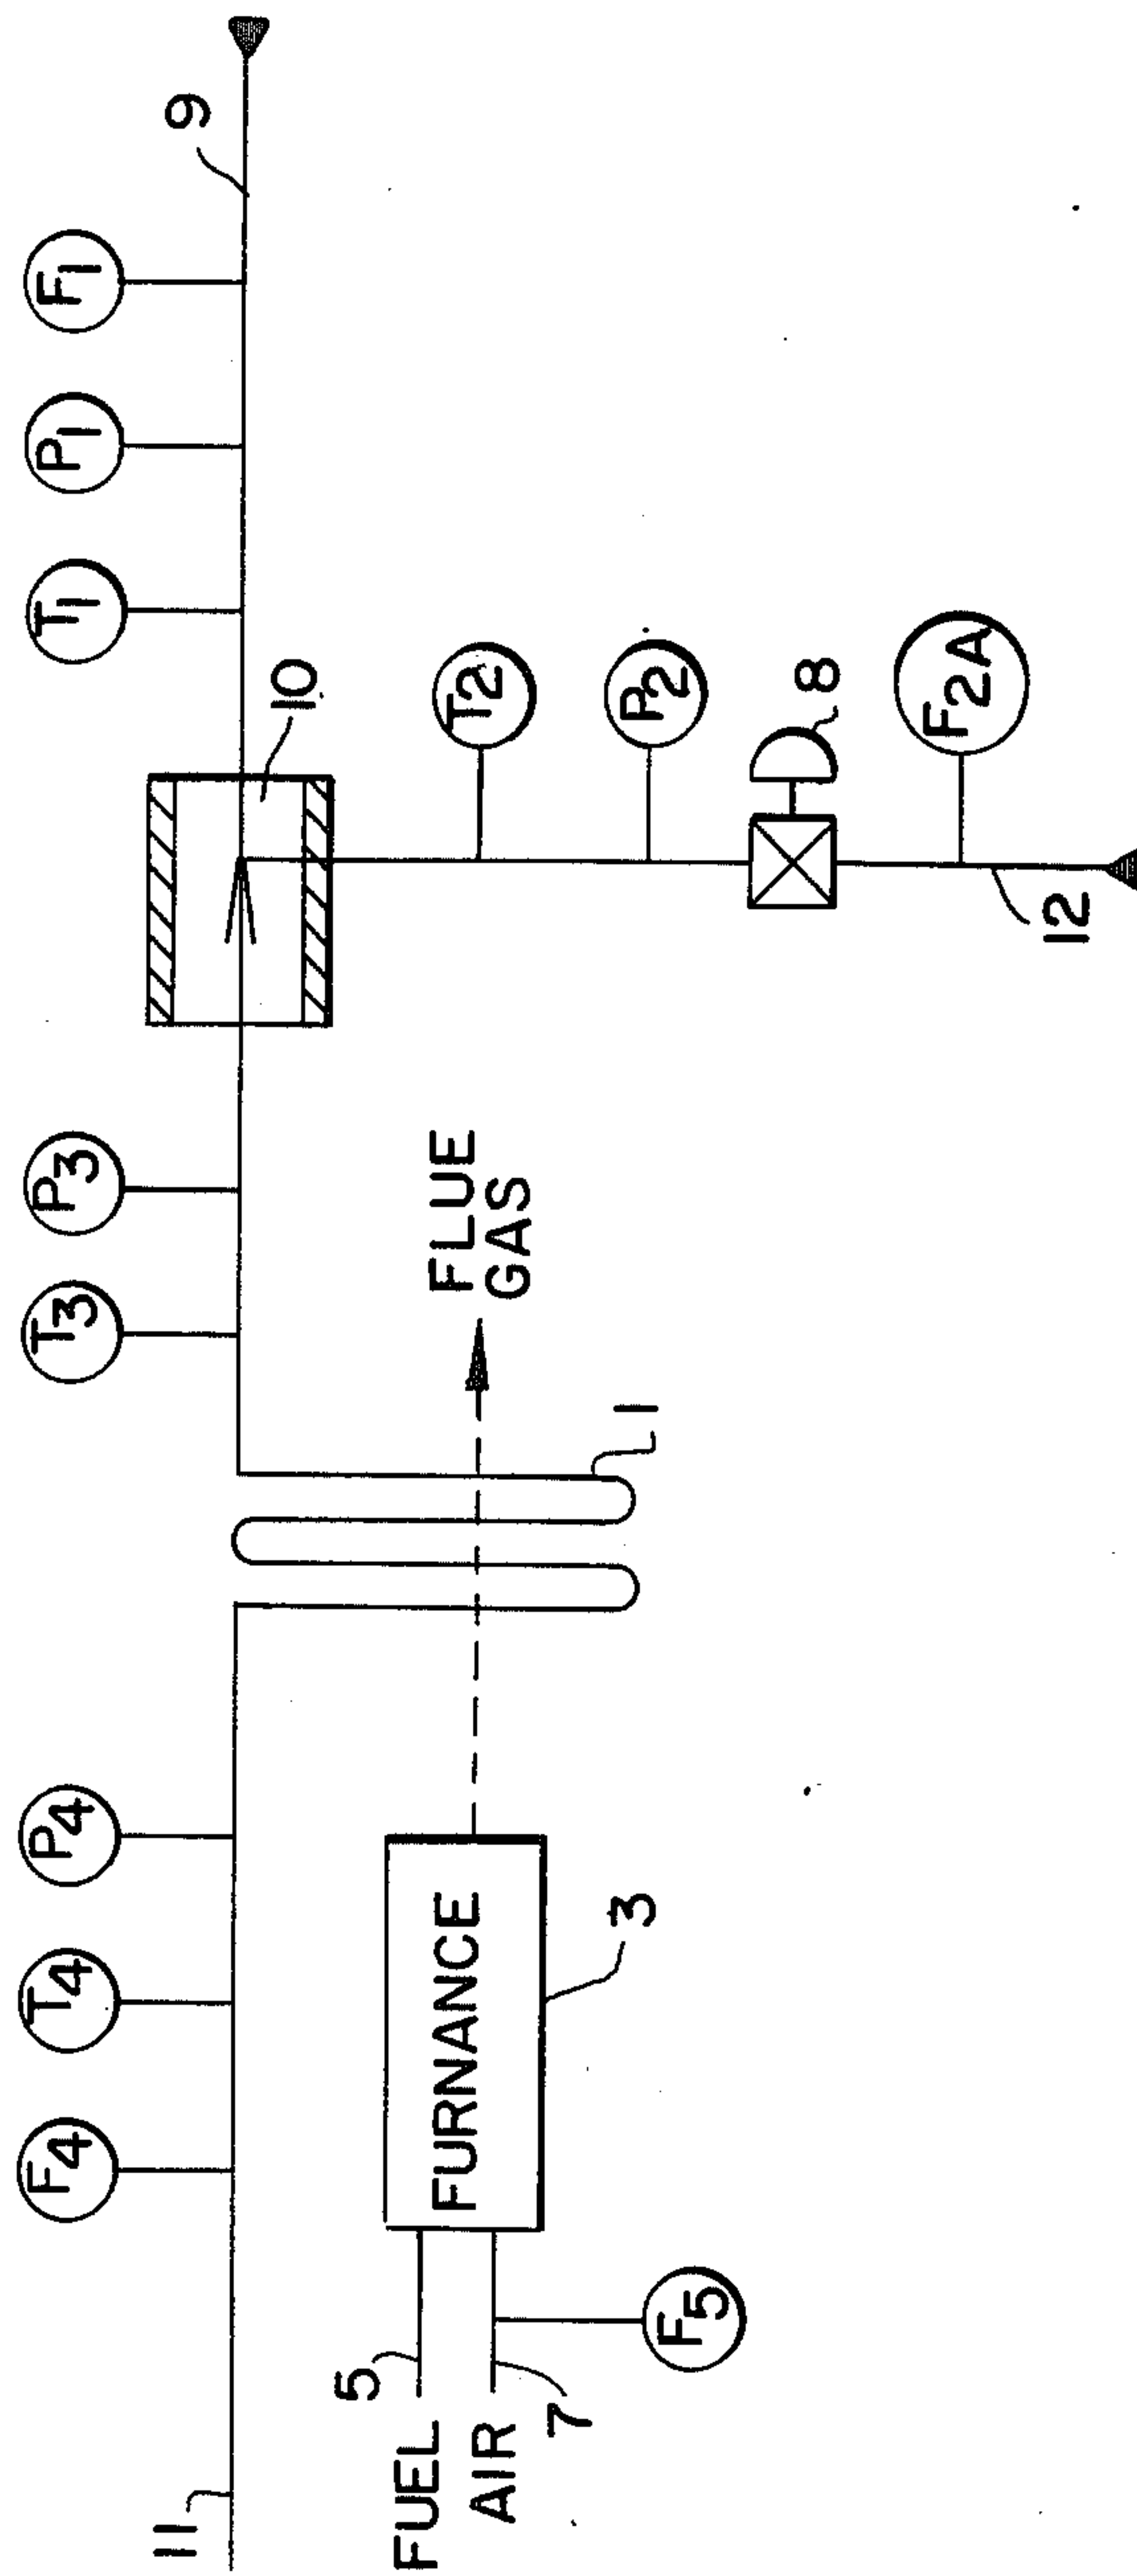 F4 T4 P4 T3 P3 T1 P1 F1
11
9
10
5
FUEL
AIR
7
F5
FURNANCE
3
FLUE
GAS
1
T2
P2
8
F2A
12